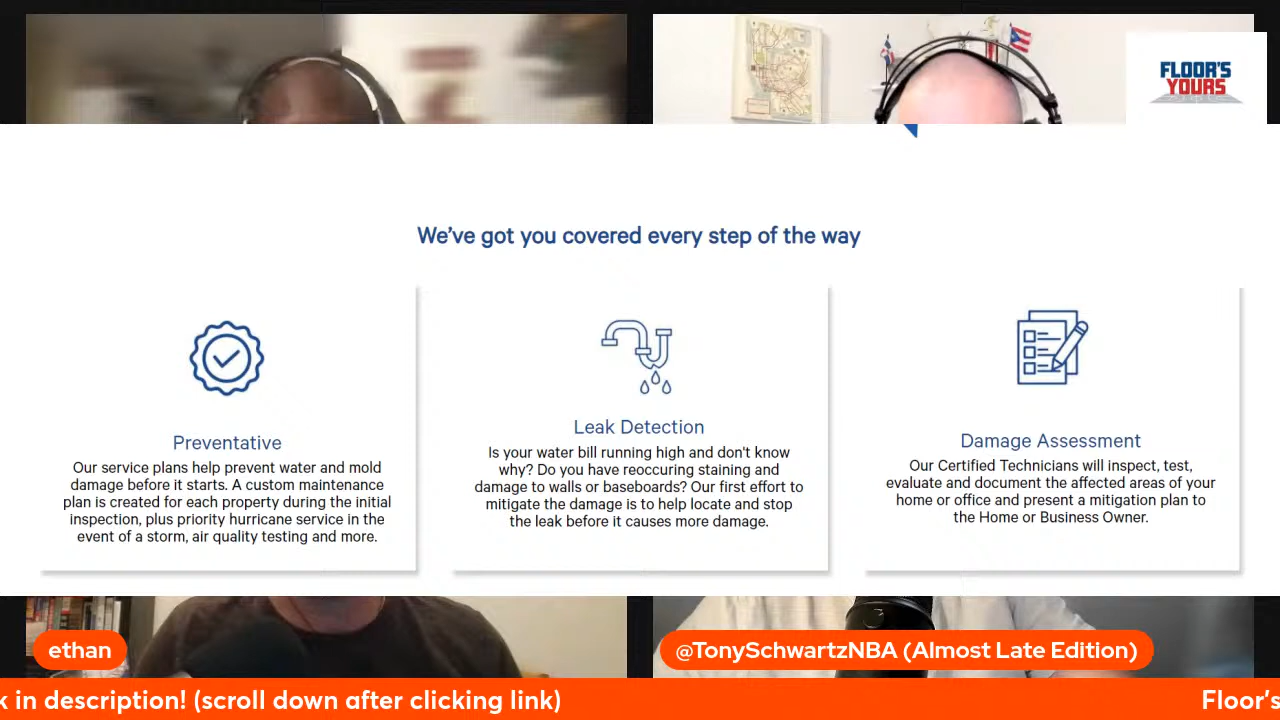 FLOOR'S
YOURS
We've got you covered every step of the way
Preventative
Our service plans help prevent water and mold
damage before it starts. A custom maintenance
plan is created for each property during the initial
inspection, plus priority hurricane service in the
event of a storm, air quality testing and more.
Leak Detection
Is your water bill running high and don't know
why? Do you have reoccuring staining and
damage to walls or baseboards? Our first effort to
mitigate the damage is to help locate and stop
the leak before it causes more damage.
Damage Assessment
Our Certified Technicians will inspect, test,
evaluate and document the affected areas of your
home or office and present a mitigation plan to
the Home or Business Owner.
ethan
@TonySchwartzNBA (Almost Late Edition)
k in description! (scroll down after clicking link)
Floor's